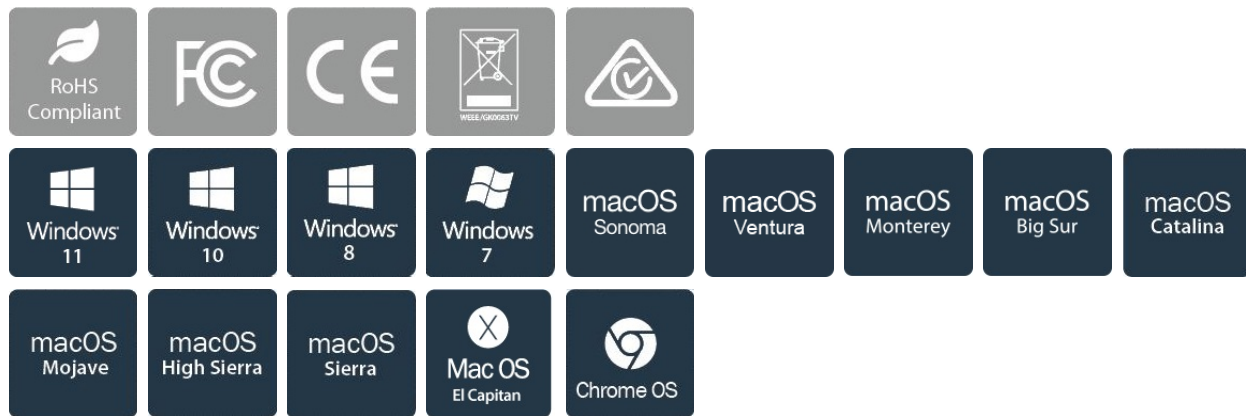 RoHS
Compliant
FC
CE
WEEE/GK0083TV
Windows
11
Windows
10
Windows
8
Windows
7
macOS
Sonoma
macOS
Ventura
macOS
Monterey
macOS
Big Sur
macOS
Catalina
macOS
Mojave
macOS
High Sierra
macOS
Sierra
X
Mac OS
El Capitan
Chrome OS